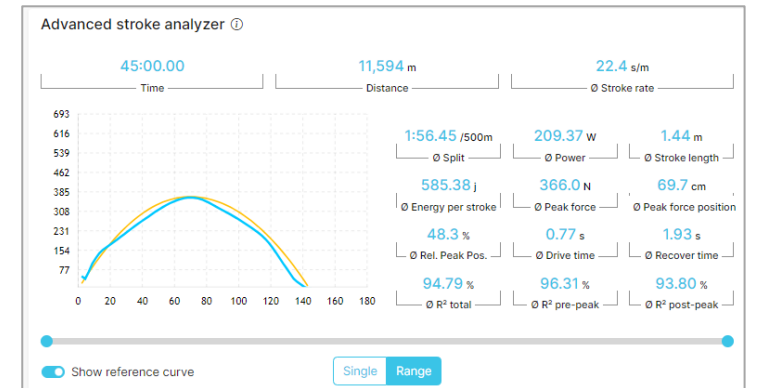 Advanced stroke analyzer ⓘ
45:00.00
Time
11,594 m
Distance
22.4 s/m
Ø Stroke rate
693
616
539
462
385
308
231
154
77
0 20 40 60 80 100 120 140 160 180
1:56.45 /500m
Ø Split
209.37 W
Ø Power
1.44 m
Ø Stroke length
585.38 j
Ø Energy per stroke
366.0 N
Ø Peak force
69.7 cm
Ø Peak force position
48.3 %
Ø Rel. Peak Pos.
0.77 s
Ø Drive time
1.93 s
Ø Recover time
94.79 %
Ø R² total
96.31 %
Ø R² pre-peak
93.80 %
Ø R² post-peak
Show reference curve
Single Range